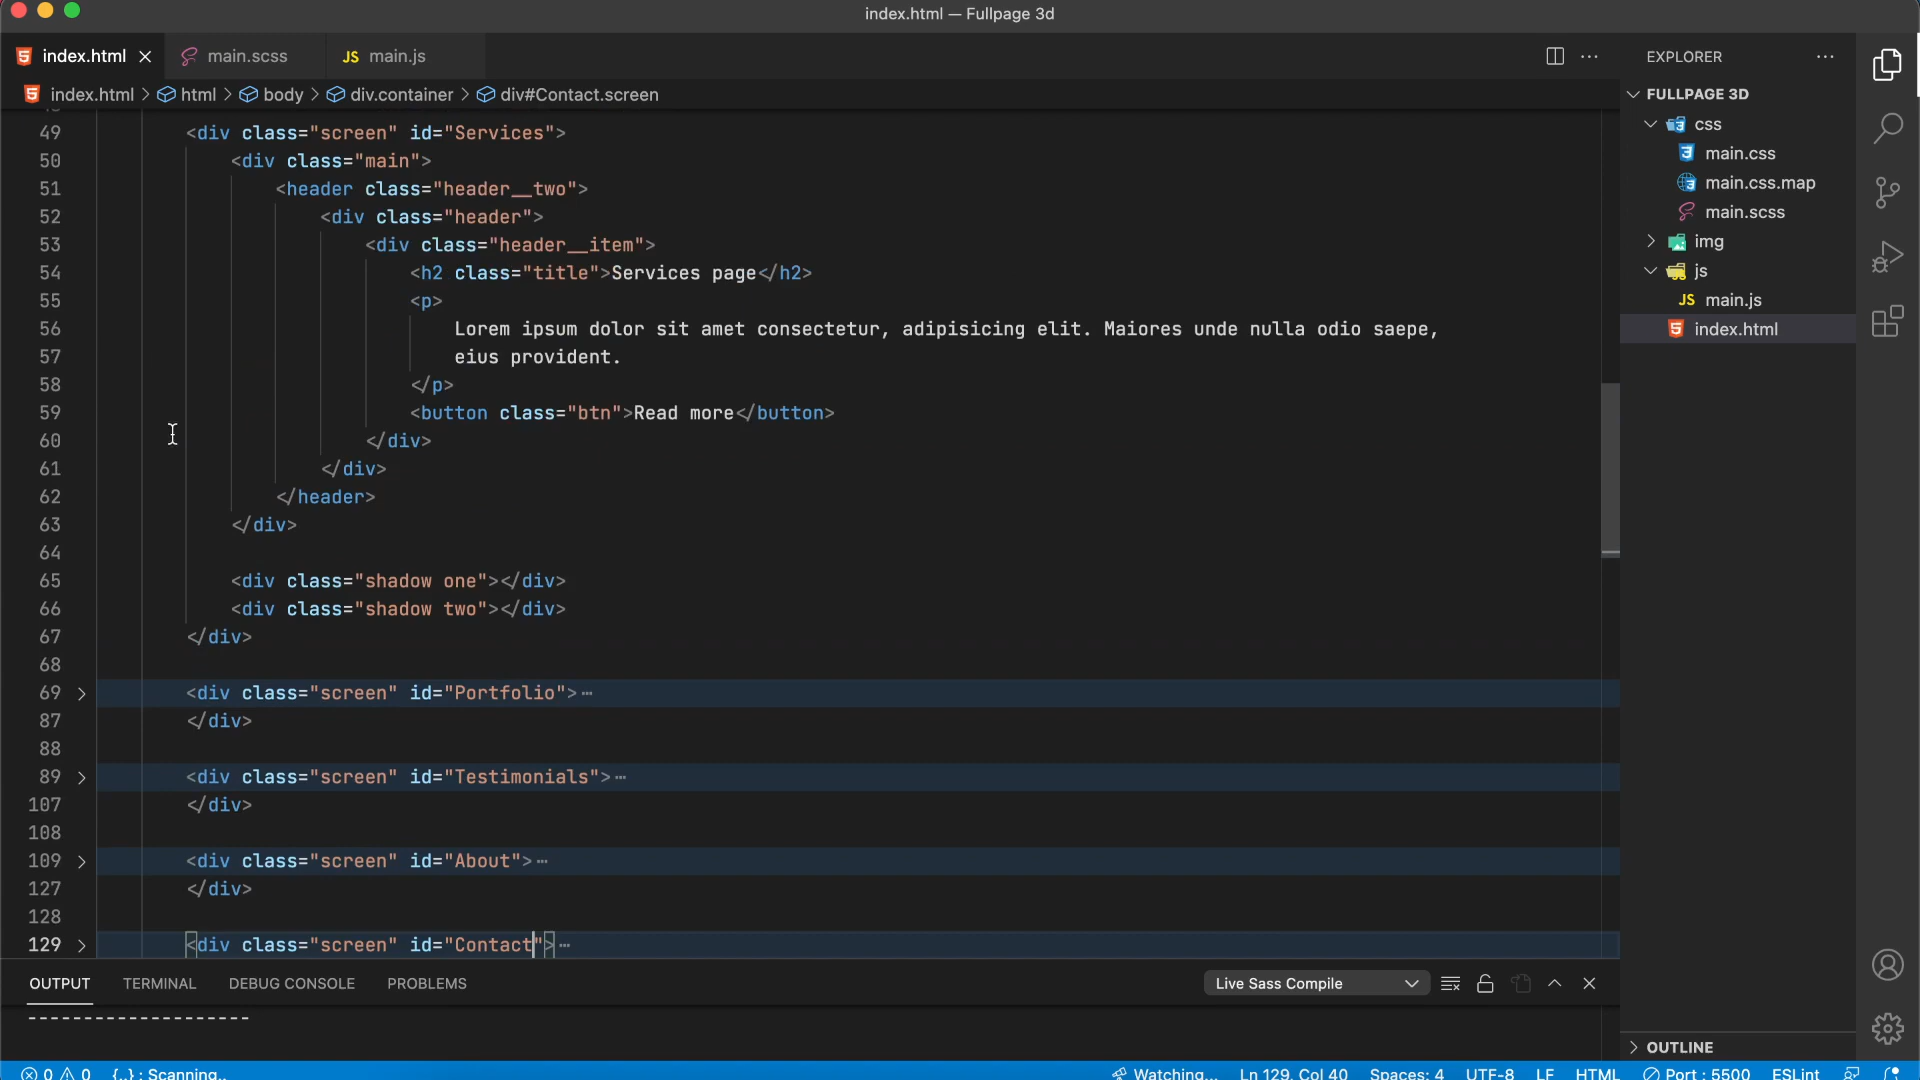 index.html — Fullpage 3d
index.html
main.scss
JS main.js
EXPLORER
index.html > html > body > div.container > div#Contact.screen
FULLPAGE 3D
css
main.css
main.css.map
main.scss
img
js
JS main.js
index.html
49 <div class="screen" id="Services">
50 <div class="main">
51 <header class="header__two">
52 <div class="header">
53 <div class="header__item">
54 <h2 class="title">Services page</h2>
55 <p>
56 Lorem ipsum dolor sit amet consectetur, adipisicing elit. Maiores unde nulla odio saepe,
57 eius provident.
58 </p>
59 <button class="btn">Read more</button>
60 </div>
61 </div>
62 </header>
63 </div>
64
65 <div class="shadow one"></div>
66 <div class="shadow two"></div>
67 </div>
68
69 <div class="screen" id="Portfolio">⋯
87 </div>
88
89 <div class="screen" id="Testimonials">⋯
107 </div>
108
109 <div class="screen" id="About">⋯
127 </div>
128
129 <div class="screen" id="Contact">⋯
OUTPUT TERMINAL DEBUG CONSOLE PROBLEMS
Live Sass Compile
--------------------
OUTLINE
0 0 {..} : Scanning.. Watching... Ln 129, Col 40 Spaces: 4 UTF-8 LF HTML Port : 5500 ESLint